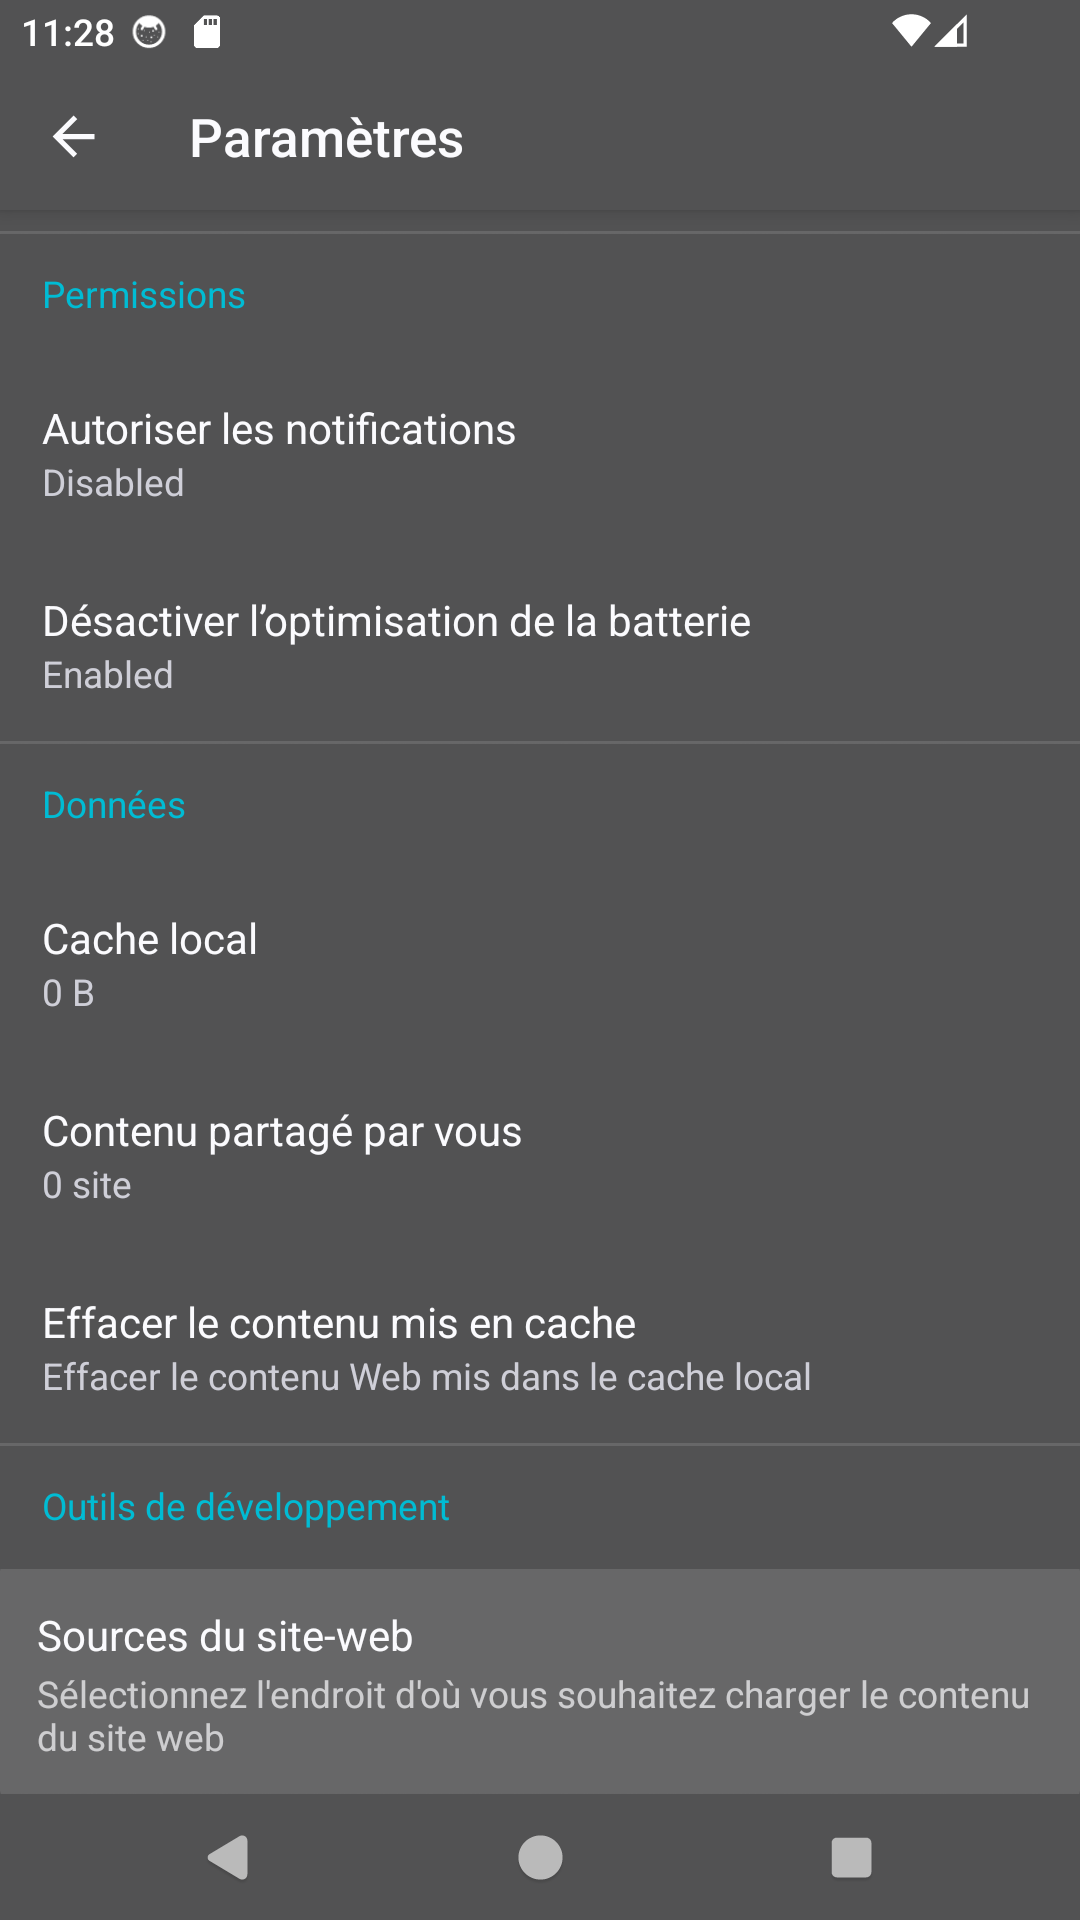 11:28
Paramètres
Permissions
Autoriser les notifications
Disabled
Désactiver l’optimisation de la batterie
Enabled
Données
Cache local
0 B
Contenu partagé par vous
0 site
Effacer le contenu mis en cache
Effacer le contenu Web mis dans le cache local
Outils de développement
Sources du site-web
Sélectionnez l'endroit d'où vous souhaitez charger le contenu
du site web